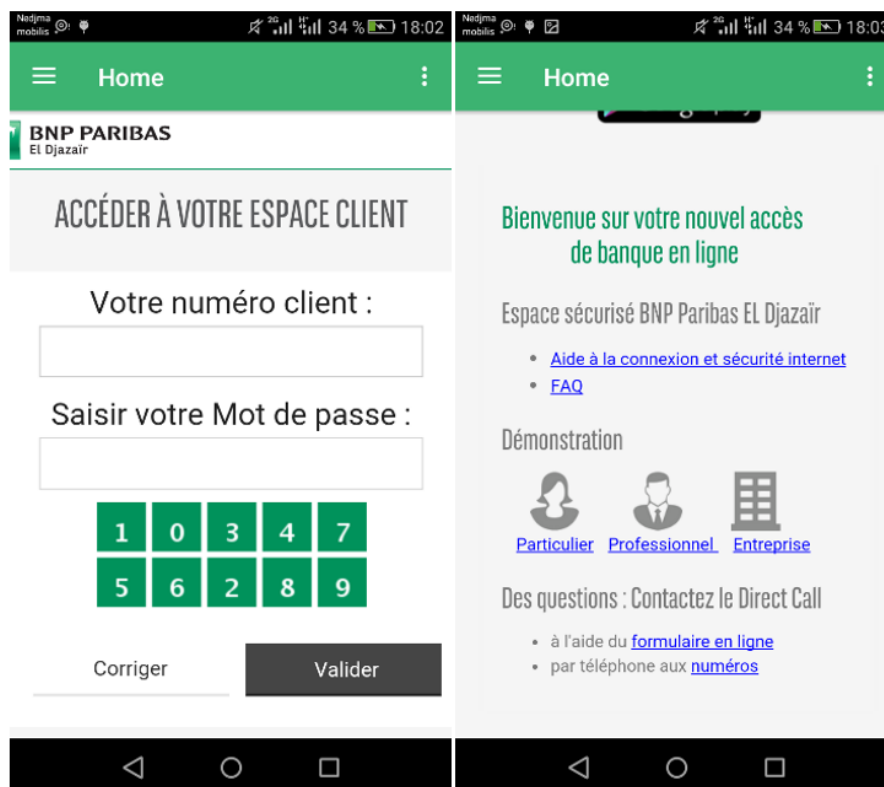 Nedjma
mobilis
2G
H
34 %
18:02
Home
BNP PARIBAS
El Djazaïr
ACCÉDER À VOTRE ESPACE CLIENT
Votre numéro client :
Saisir votre Mot de passe :
1 0 3 4 7
5 6 2 8 9
Corriger Valider
Nedjma
mobilis
2G
H
34 %
18:03
Home
Bienvenue sur votre nouvel accès
de banque en ligne
Espace sécurisé BNP Paribas EL Djazaïr
Aide à la connexion et sécurité internet
FAQ
Démonstration
Particulier Professionnel Entreprise
Des questions : Contactez le Direct Call
à l'aide du formulaire en ligne
par téléphone aux numéros